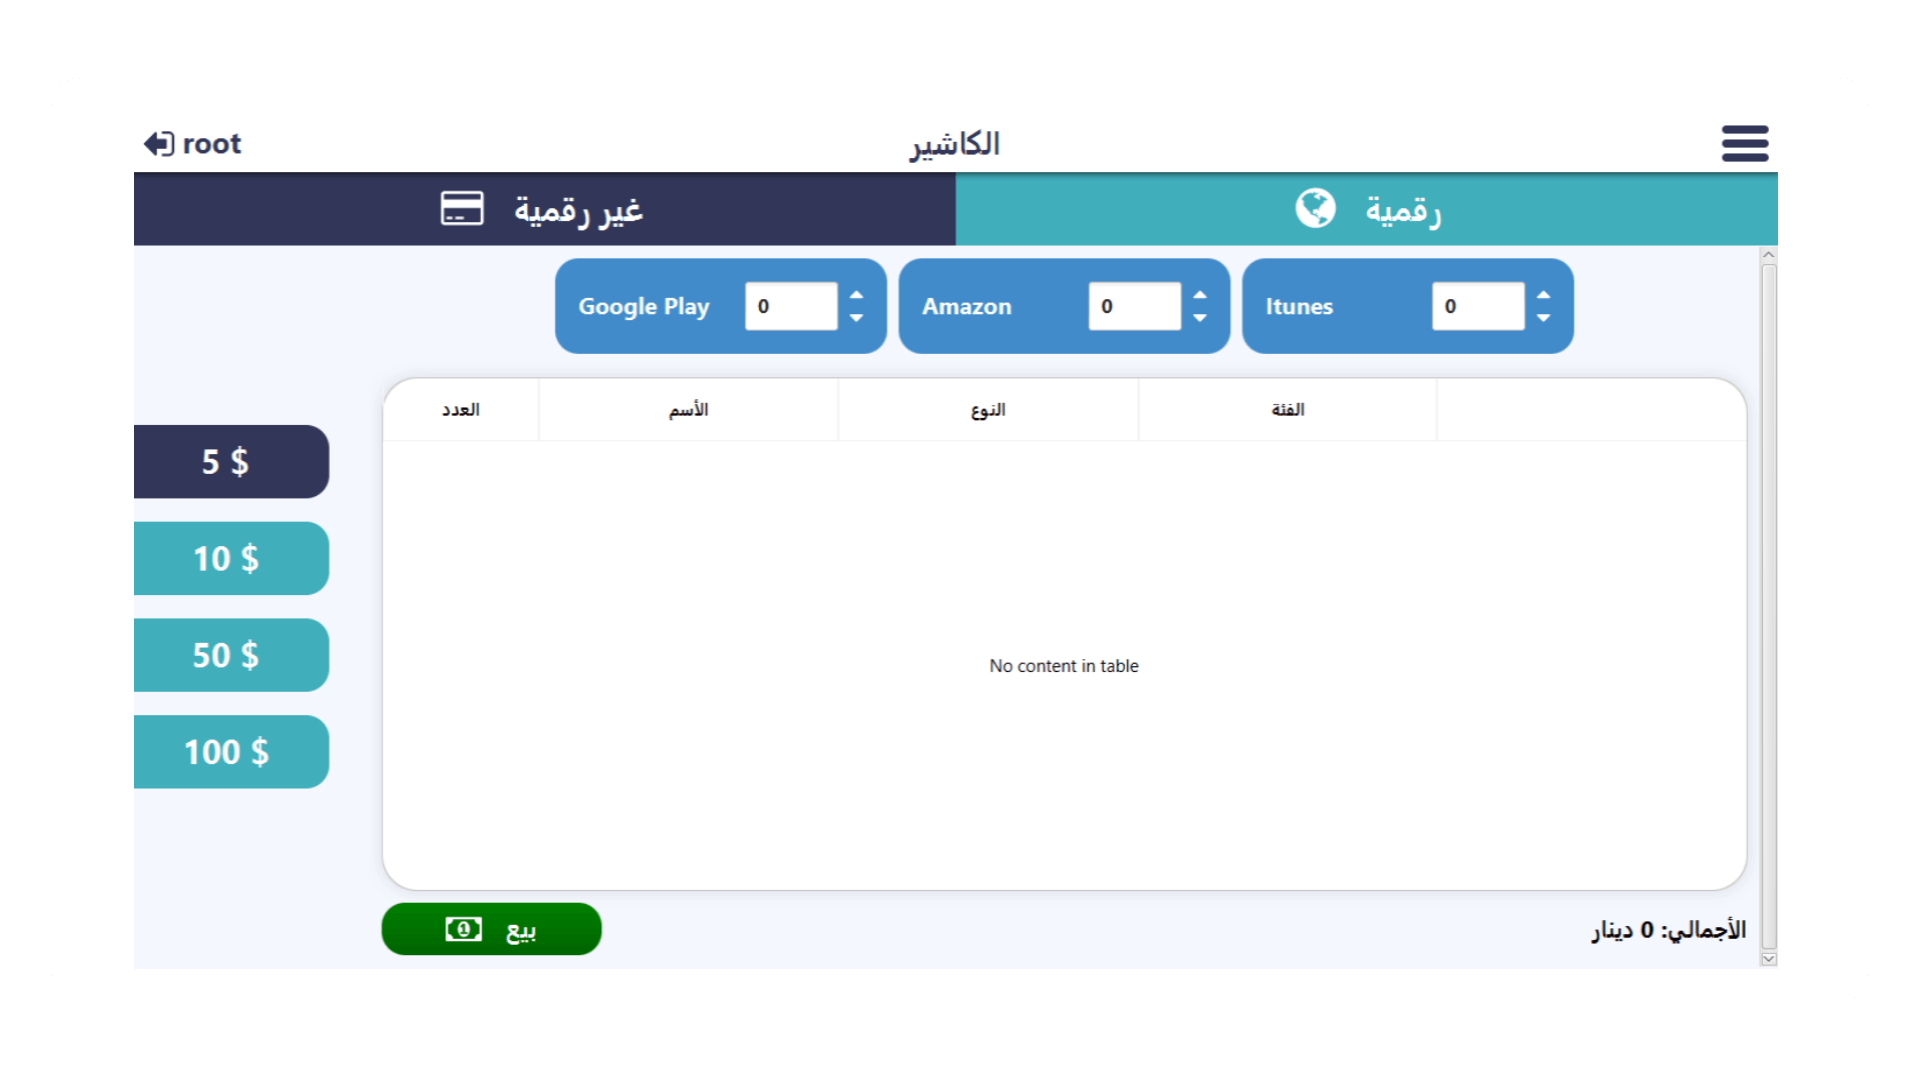 root
الكاشير
رقمية
غير رقمية
Google Play 0
Amazon 0
Itunes 0
العدد
الأسم
النوع
الفئة
5 $
10 $
50 $
100 $
No content in table
بيع
الأجمالي: 0 دينار